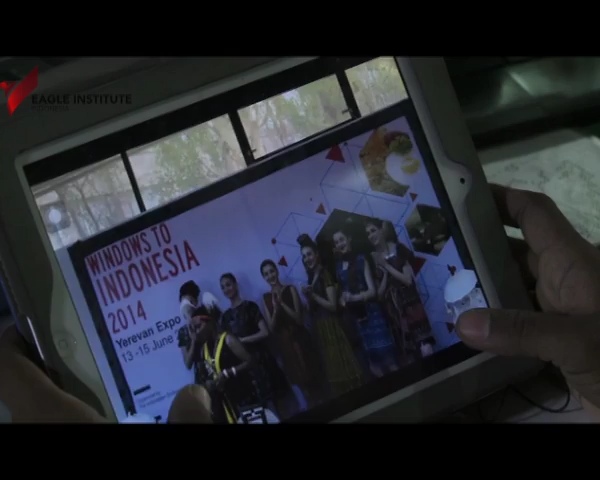 EAGLE INSTITUTE
WINDOWS TO
INDONESIA
2014
Yerevan Expo
13-15 June